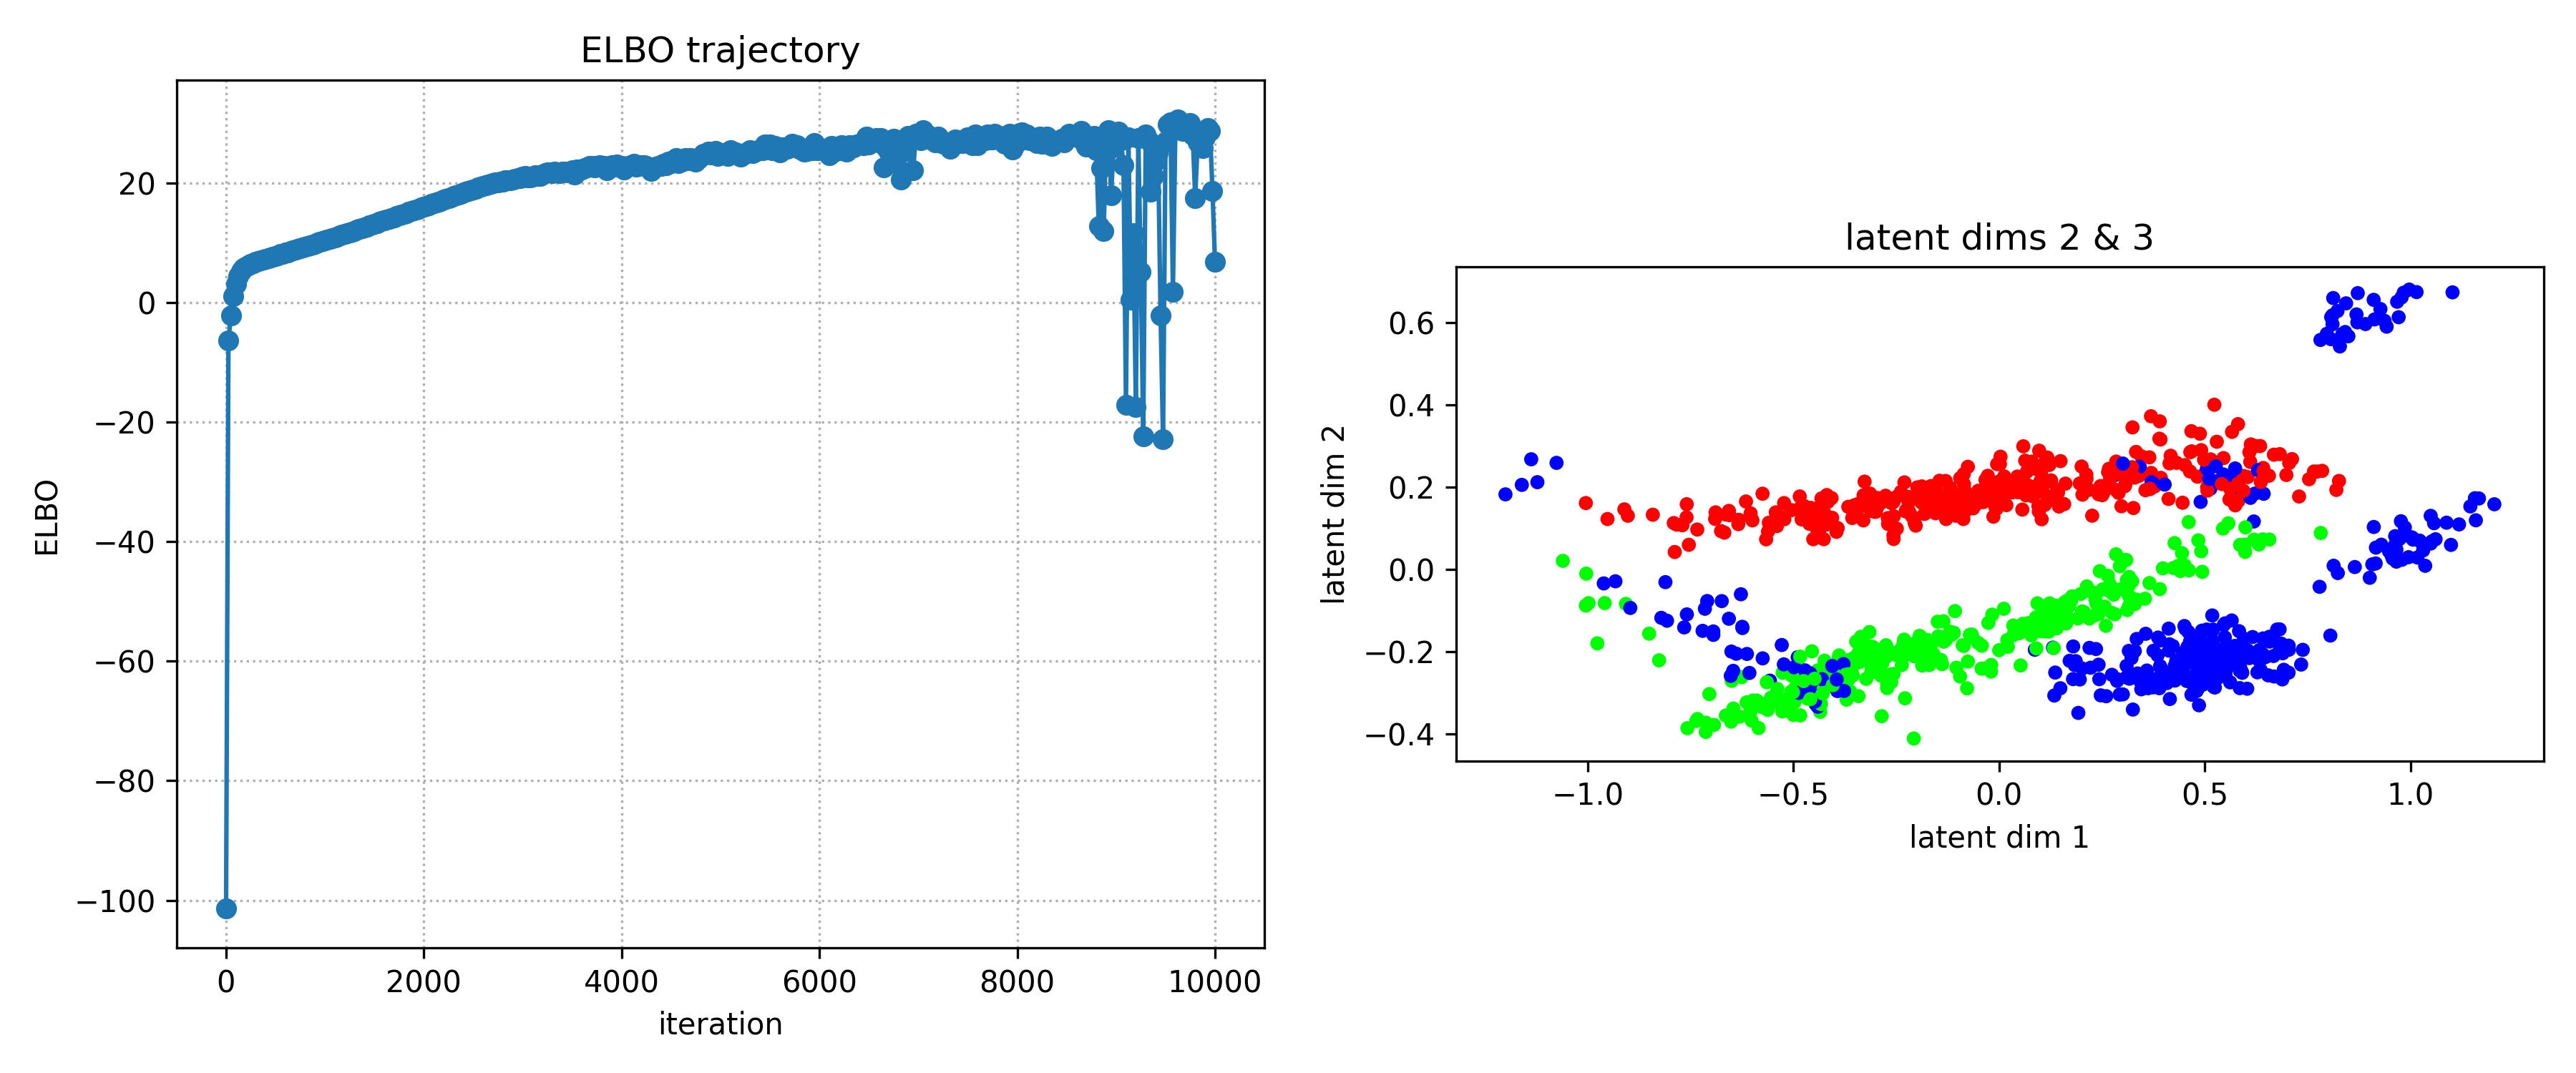 ELBO trajectory
ELBO
20
0
−20
−40
−60
−80
−100
0 2000 4000 6000 8000 10000
iteration
latent dims 2 & 3
latent dim 2
0.6
0.4
0.2
0.0
−0.2
−0.4
−1.0 −0.5 0.0 0.5 1.0
latent dim 1